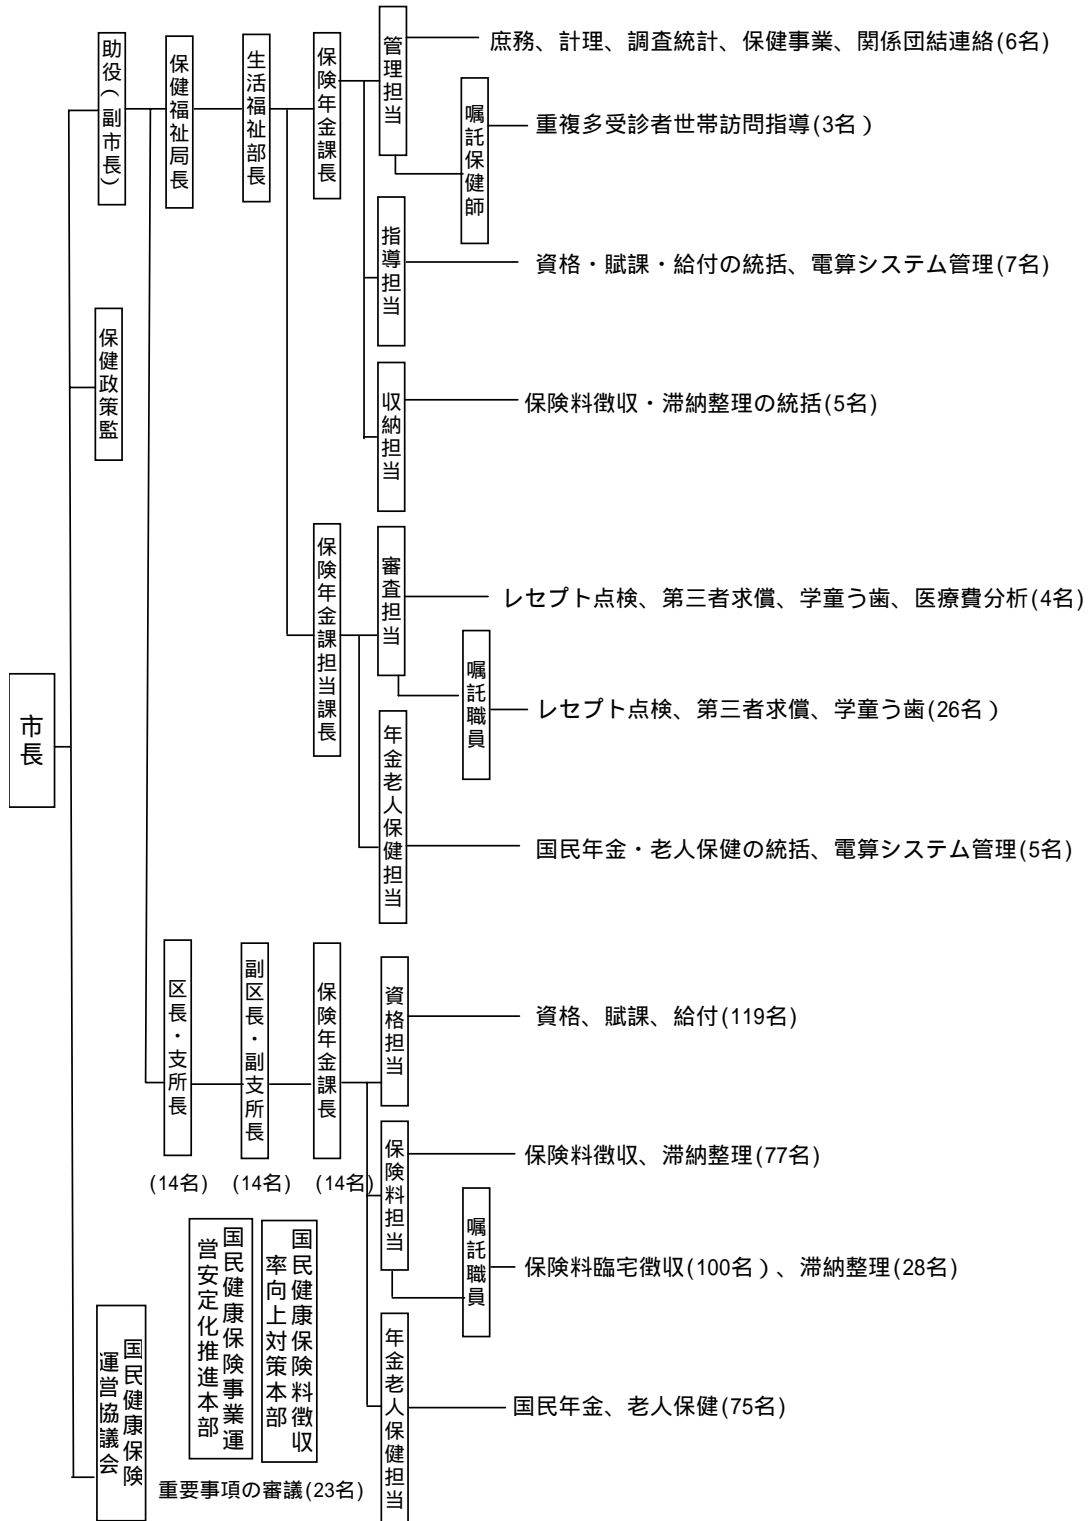 市長
助役(副市長)
保健福祉局長
生活福祉部長
保険年金課長
管理担当
庶務、計理、調査統計、保健事業、関係団結連絡(6名)
嘱託保健師
重複多受診者世帯訪問指導(3名)
指導担当
資格・賦課・給付の統括、電算システム管理(7名)
収納担当
保険料徴収・滞納整理の統括(5名)
保健政策監
保険年金課担当課長
審査担当
レセプト点検、第三者求償、学童う歯、医療費分析(4名)
嘱託職員
レセプト点検、第三者求償、学童う歯(26名)
年金老人保健担当
国民年金・老人保健の統括、電算システム管理(5名)
区長・支所長
(14名)
副区長・副支所長
(14名)
保険年金課長
(14名)
資格担当
資格、賦課、給付(119名)
保険料担当
保険料徴収、滞納整理(77名)
嘱託職員
保険料臨宅徴収(100名)、滞納整理(28名)
年金老人保健担当
国民年金、老人保健(75名)
国民健康保険料徴収
率向上対策本部
国民健康保険事業運
営安定化推進本部
国民健康保険
運営協議会
重要事項の審議(23名)